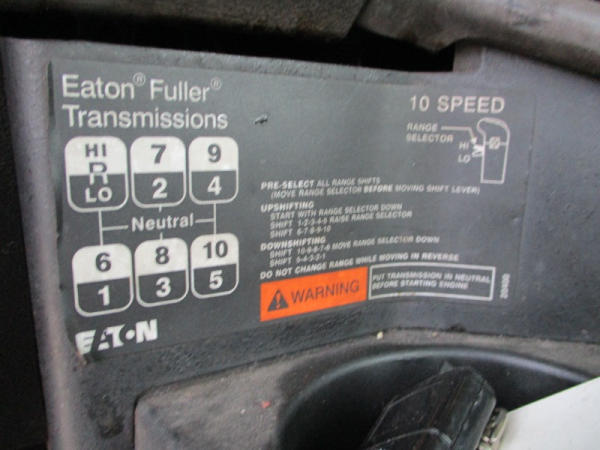 Eaton® Fuller®
Transmissions
HI R LO
7 2
9 4
Neutral
6 1
8 3
10 5
EATON
10 SPEED
RANGE
SELECTOR
HI
LO
PRE-SELECT ALL RANGE SHIFTS
(MOVE RANGE SELECTOR BEFORE MOVING SHIFT LEVER)
UPSHIFTING
START WITH RANGE SELECTOR DOWN
SHIFT 1-2-3-4-5 RAISE RANGE SELECTOR
SHIFT 6-7-8-9-10
DOWNSHIFTING
SHIFT 10-9-8-7-6 MOVE RANGE SELECTOR DOWN
SHIFT 5-4-3-2-1
DO NOT CHANGE RANGE WHILE MOVING IN REVERSE
WARNING
PUT TRANSMISSION IN NEUTRAL
BEFORE STARTING ENGINE